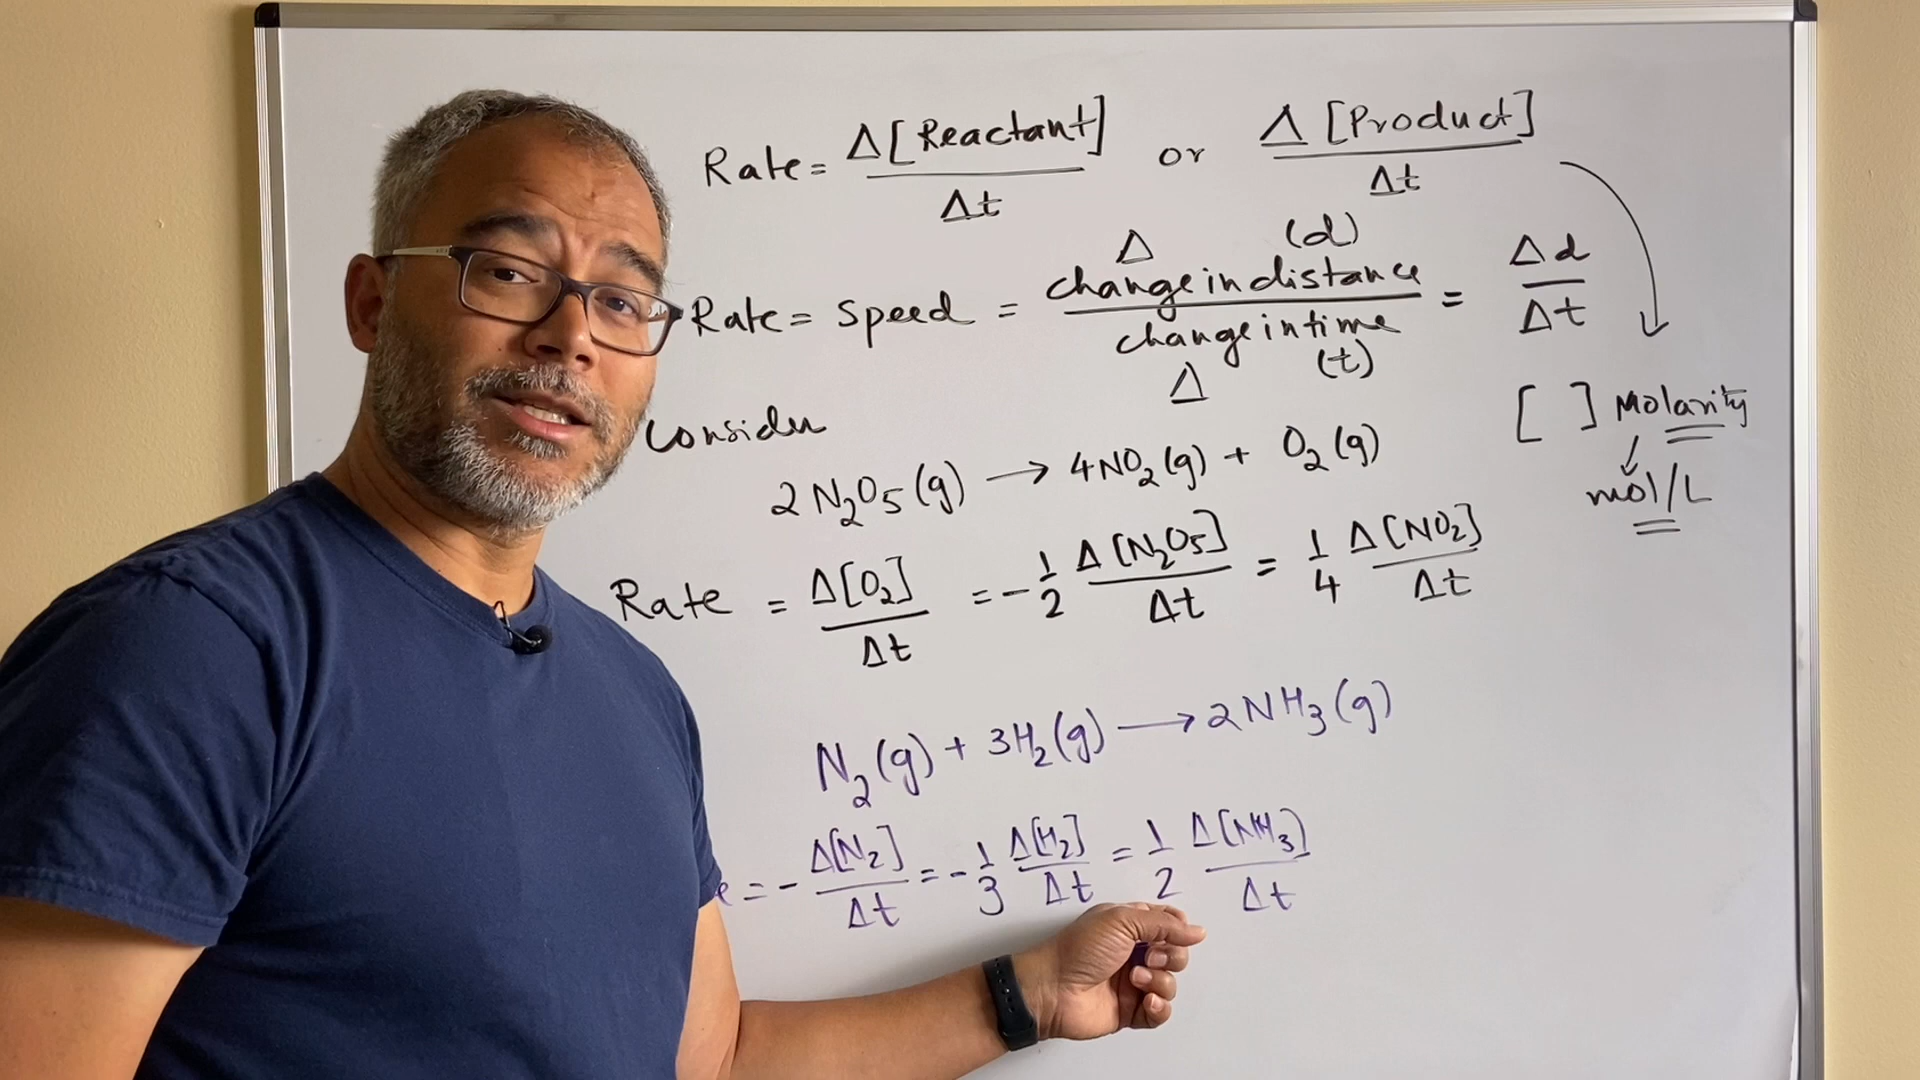 Rate = Δ[Reactant]/Δt or Δ[Product]/Δt
Δ (d)
Rate = Speed = change in distance/change in time = Δd/Δt
Δ (t)
[ ] Molarity
mol/L
Consider
2N₂O₅(g) → 4NO₂(g) + O₂(g)
Rate = Δ[O₂]/Δt = -1/2 Δ[N₂O₅]/Δt = 1/4 Δ[NO₂]/Δt
N₂(g) + 3H₂(g) → 2NH₃(g)
e = - Δ[N₂]/Δt = -1/3 Δ[H₂]/Δt = 1/2 Δ[NH₃]/Δt